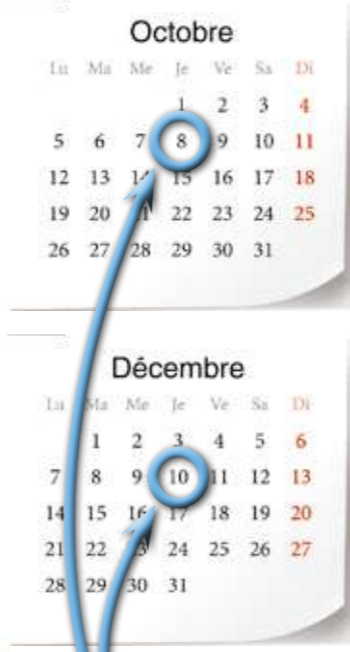 Octobre
Lu Ma Me Je Ve Sa Di
1 2 3 4
5 6 7 8 9 10 11
12 13 14 15 16 17 18
19 20 21 22 23 24 25
26 27 28 29 30 31
Décembre
Lu Ma Me Je Ve Sa Di
1 2 3 4 5 6
7 8 9 10 11 12 13
14 15 16 17 18 19 20
21 22 23 24 25 26 27
28 29 30 31